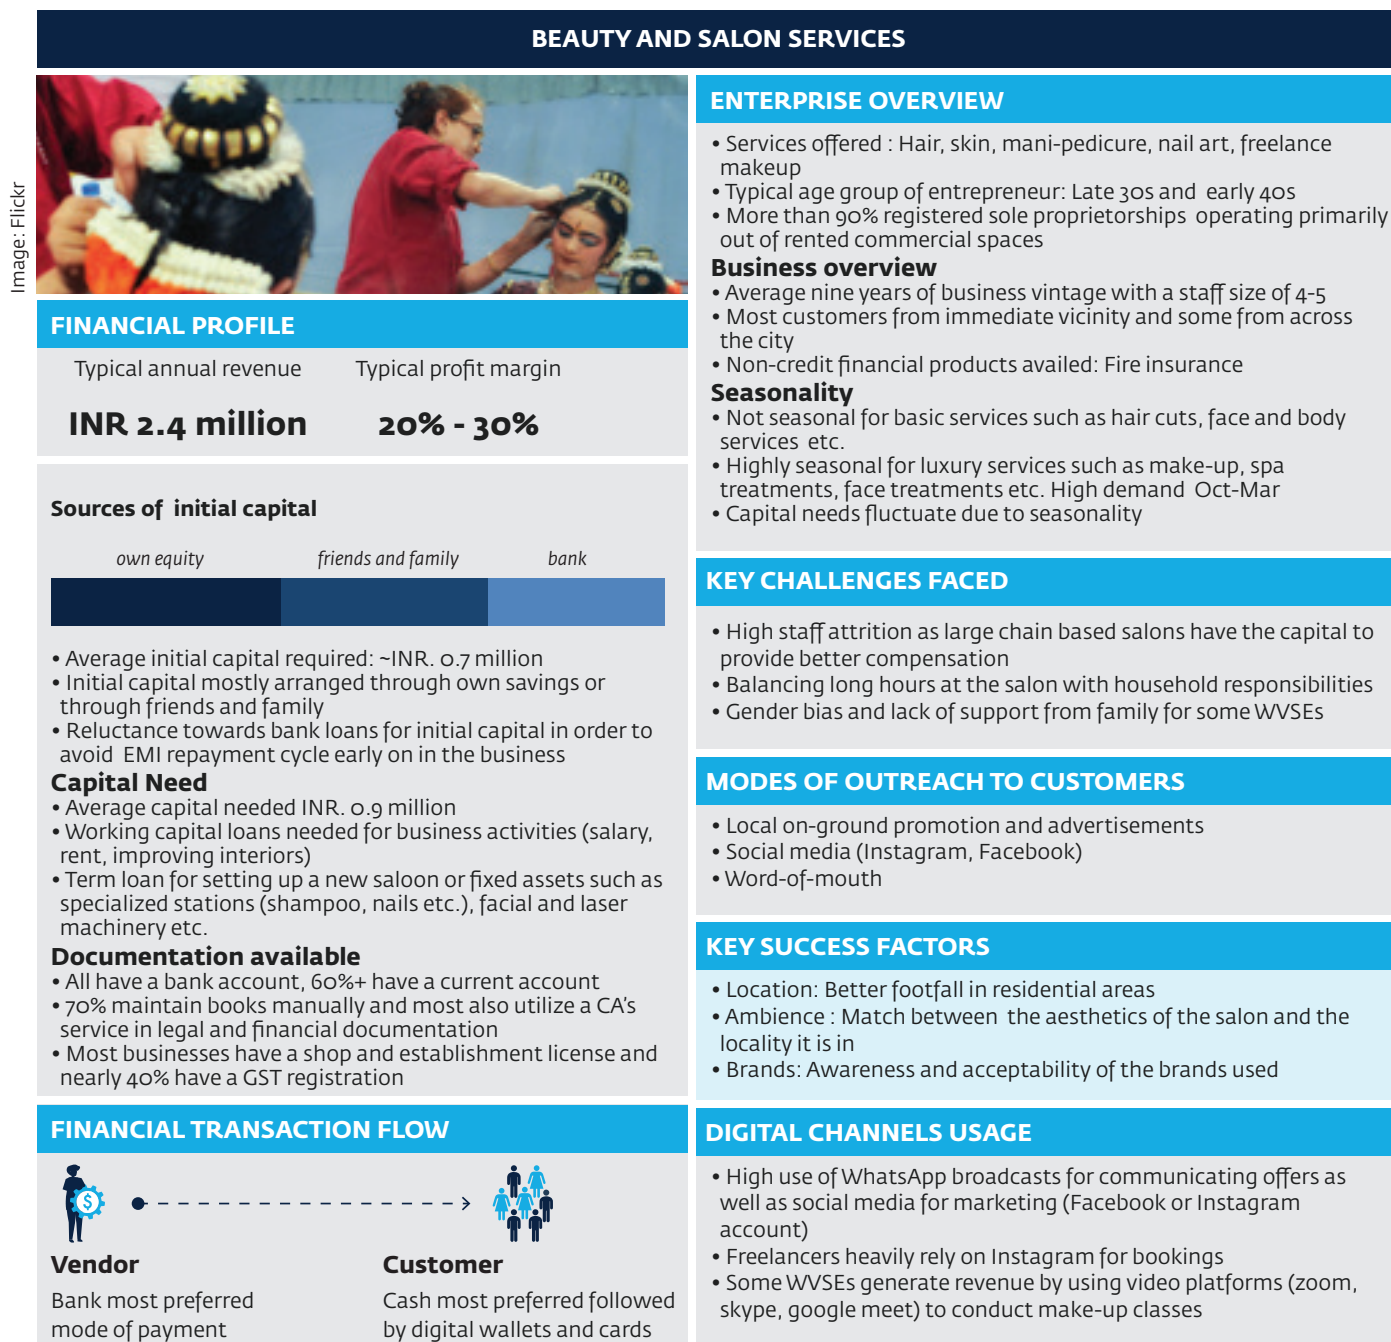 BEAUTY AND SALON SERVICES
Image: Flickr
FINANCIAL PROFILE
Typical annual revenue
Typical profit margin
INR 2.4 million
20% - 30%
Sources of initial capital
own equity
friends and family
bank
• Average initial capital required: ~INR. 0.7 million
• Initial capital mostly arranged through own savings or
through friends and family
• Reluctance towards bank loans for initial capital in order to
avoid EMI repayment cycle early on in the business
Capital Need
• Average capital needed INR. 0.9 million
• Working capital loans needed for business activities (salary,
rent, improving interiors)
• Term loan for setting up a new saloon or fixed assets such as
specialized stations (shampoo, nails etc.), facial and laser
machinery etc.
Documentation available
• All have a bank account, 60%+ have a current account
• 70% maintain books manually and most also utilize a CA's
service in legal and financial documentation
• Most businesses have a shop and establishment license and
nearly 40% have a GST registration
FINANCIAL TRANSACTION FLOW
$
Vendor
Bank most preferred
mode of payment
Customer
Cash most preferred followed
by digital wallets and cards
ENTERPRISE OVERVIEW
• Services offered : Hair, skin, mani-pedicure, nail art, freelance
makeup
• Typical age group of entrepreneur: Late 30s and early 40s
• More than 90% registered sole proprietorships operating primarily
out of rented commercial spaces
Business overview
• Average nine years of business vintage with a staff size of 4-5
• Most customers from immediate vicinity and some from across
the city
• Non-credit financial products availed: Fire insurance
Seasonality
• Not seasonal for basic services such as hair cuts, face and body
services etc.
• Highly seasonal for luxury services such as make-up, spa
treatments, face treatments etc. High demand Oct-Mar
• Capital needs fluctuate due to seasonality
KEY CHALLENGES FACED
• High staff attrition as large chain based salons have the capital to
provide better compensation
• Balancing long hours at the salon with household responsibilities
• Gender bias and lack of support from family for some WVSEs
MODES OF OUTREACH TO CUSTOMERS
• Local on-ground promotion and advertisements
• Social media (Instagram, Facebook)
• Word-of-mouth
KEY SUCCESS FACTORS
• Location: Better footfall in residential areas
• Ambience : Match between the aesthetics of the salon and the
locality it is in
• Brands: Awareness and acceptability of the brands used
DIGITAL CHANNELS USAGE
• High use of WhatsApp broadcasts for communicating offers as
well as social media for marketing (Facebook or Instagram
account)
• Freelancers heavily rely on Instagram for bookings
• Some WVSEs generate revenue by using video platforms (zoom,
skype, google meet) to conduct make-up classes